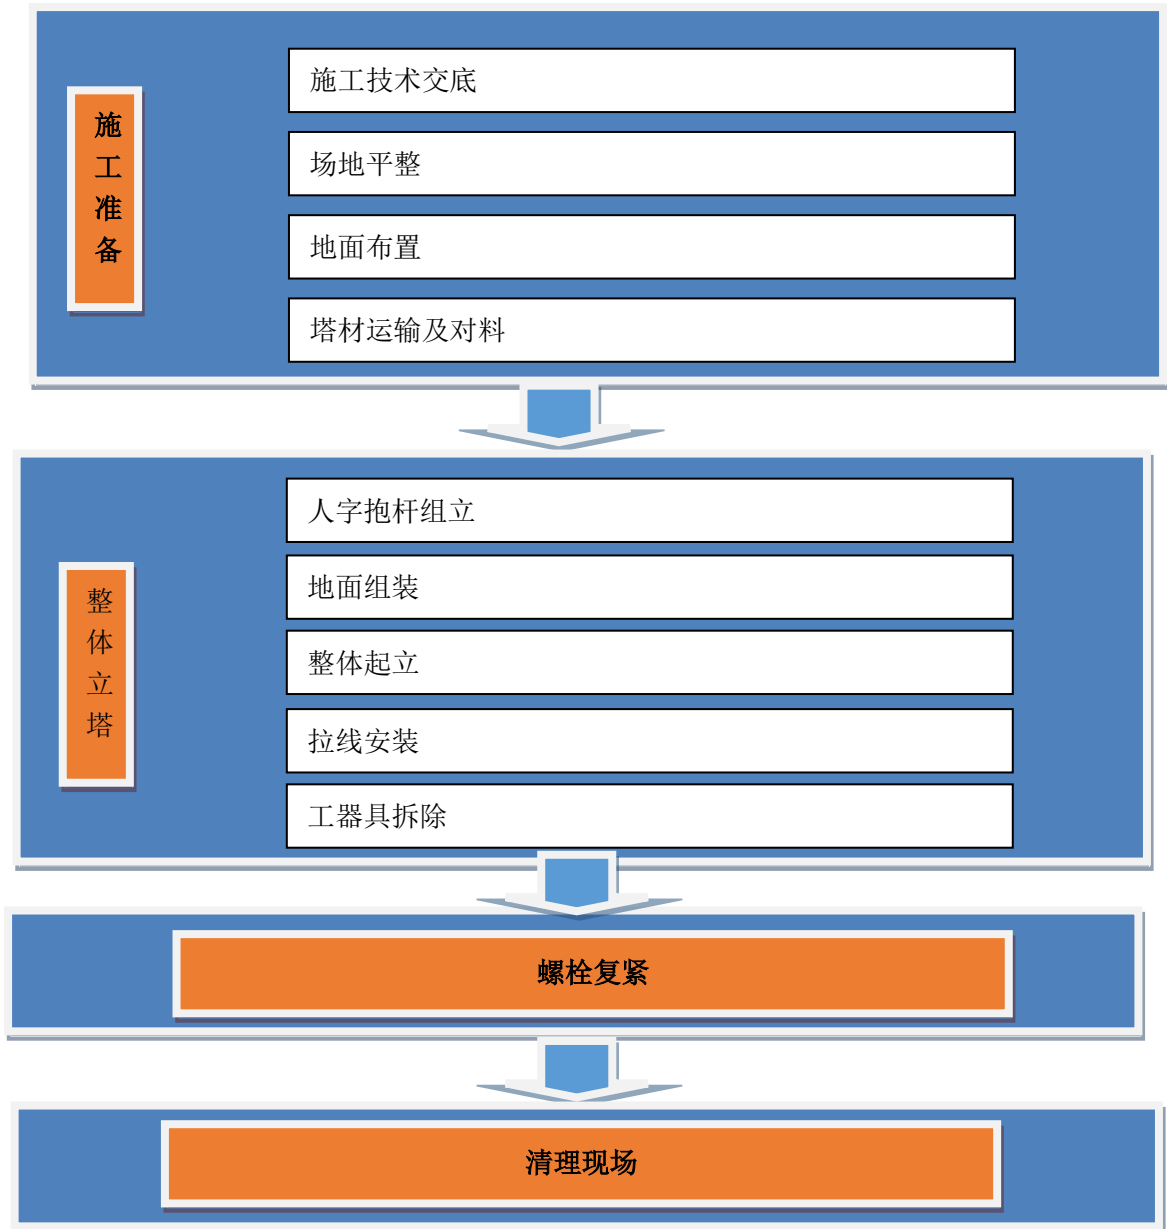 施工准备
施工技术交底
场地平整
地面布置
塔材运输及对料
整体立塔
人字抱杆组立
地面组装
整体起立
拉线安装
工器具拆除
螺栓复紧
清理现场